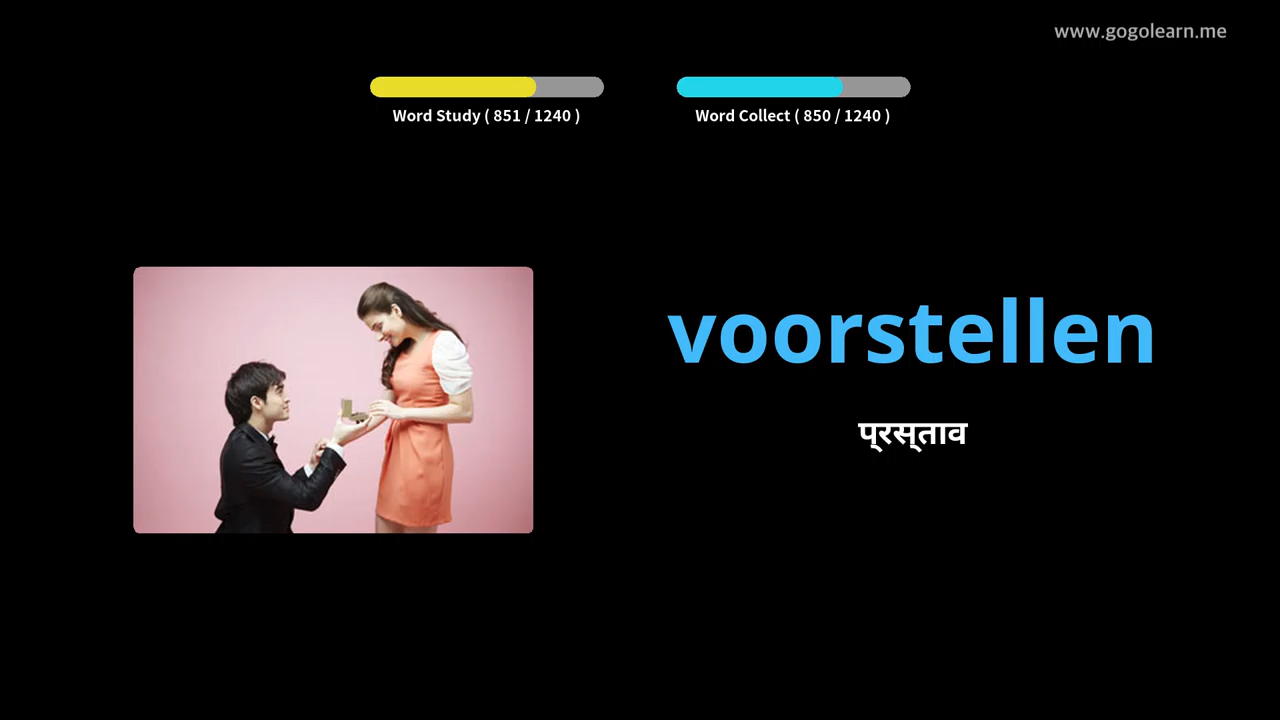 www.gogolearn.me
Word Study ( 851 / 1240 )
Word Collect ( 850 / 1240 )
voorstellen
प्रस्ताव